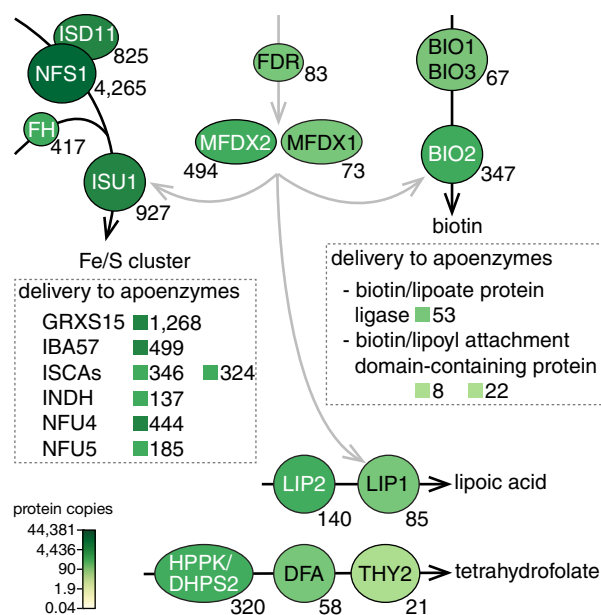 ISD11
825
NFS1
4,265
FH
417
ISU1
927
Fe/S cluster
FDR
83
MFDX2
494
MFDX1
73
BIO1
BIO3
67
BIO2
347
biotin
delivery to apoenzymes
GRXS15 1,268
IBA57 499
ISCAs 346 324
INDH 137
NFU4 444
NFU5 185
delivery to apoenzymes
- biotin/lipoate protein
ligase 53
- biotin/lipoyl attachment
domain-containing protein
8 22
LIP2
140
LIP1
85
lipoic acid
protein copies
44,381
4,436
90
1.9
0.04
HPPK/
DHPS2
320
DFA
58
THY2
21
tetrahydrofolate